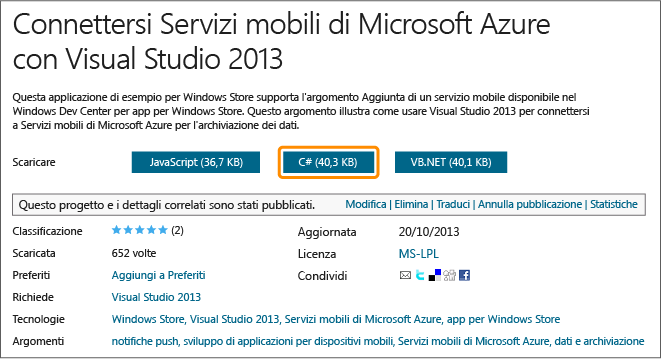 Connettersi Servizi mobili di Microsoft Azure
con Visual Studio 2013
Questa applicazione di esempio per Windows Store supporta l'argomento Aggiunta di un servizio mobile disponibile nel
Windows Dev Center per app per Windows Store. Questo argomento illustra come usare Visual Studio 2013 per connettersi
a Servizi mobili di Microsoft Azure per l'archiviazione dei dati.
Scaricare JavaScript (36,7 KB) C# (40,3 KB) VB.NET (40,1 KB)
Questo progetto e i dettagli correlati sono stati pubblicati. Modifica | Elimina | Traduci | Annulla pubblicazione | Statistiche
Classificazione (2) Aggiornata 20/10/2013
Scaricata 652 volte Licenza MS-LPL
Preferiti Aggiungi a Preferiti Condividi
Richiede Visual Studio 2013
Tecnologie Windows Store, Visual Studio 2013, Servizi mobili di Microsoft Azure, app per Windows Store
Argomenti notifiche push, sviluppo di applicazioni per dispositivi mobili, Servizi mobili di Microsoft Azure, dati e archiviazione